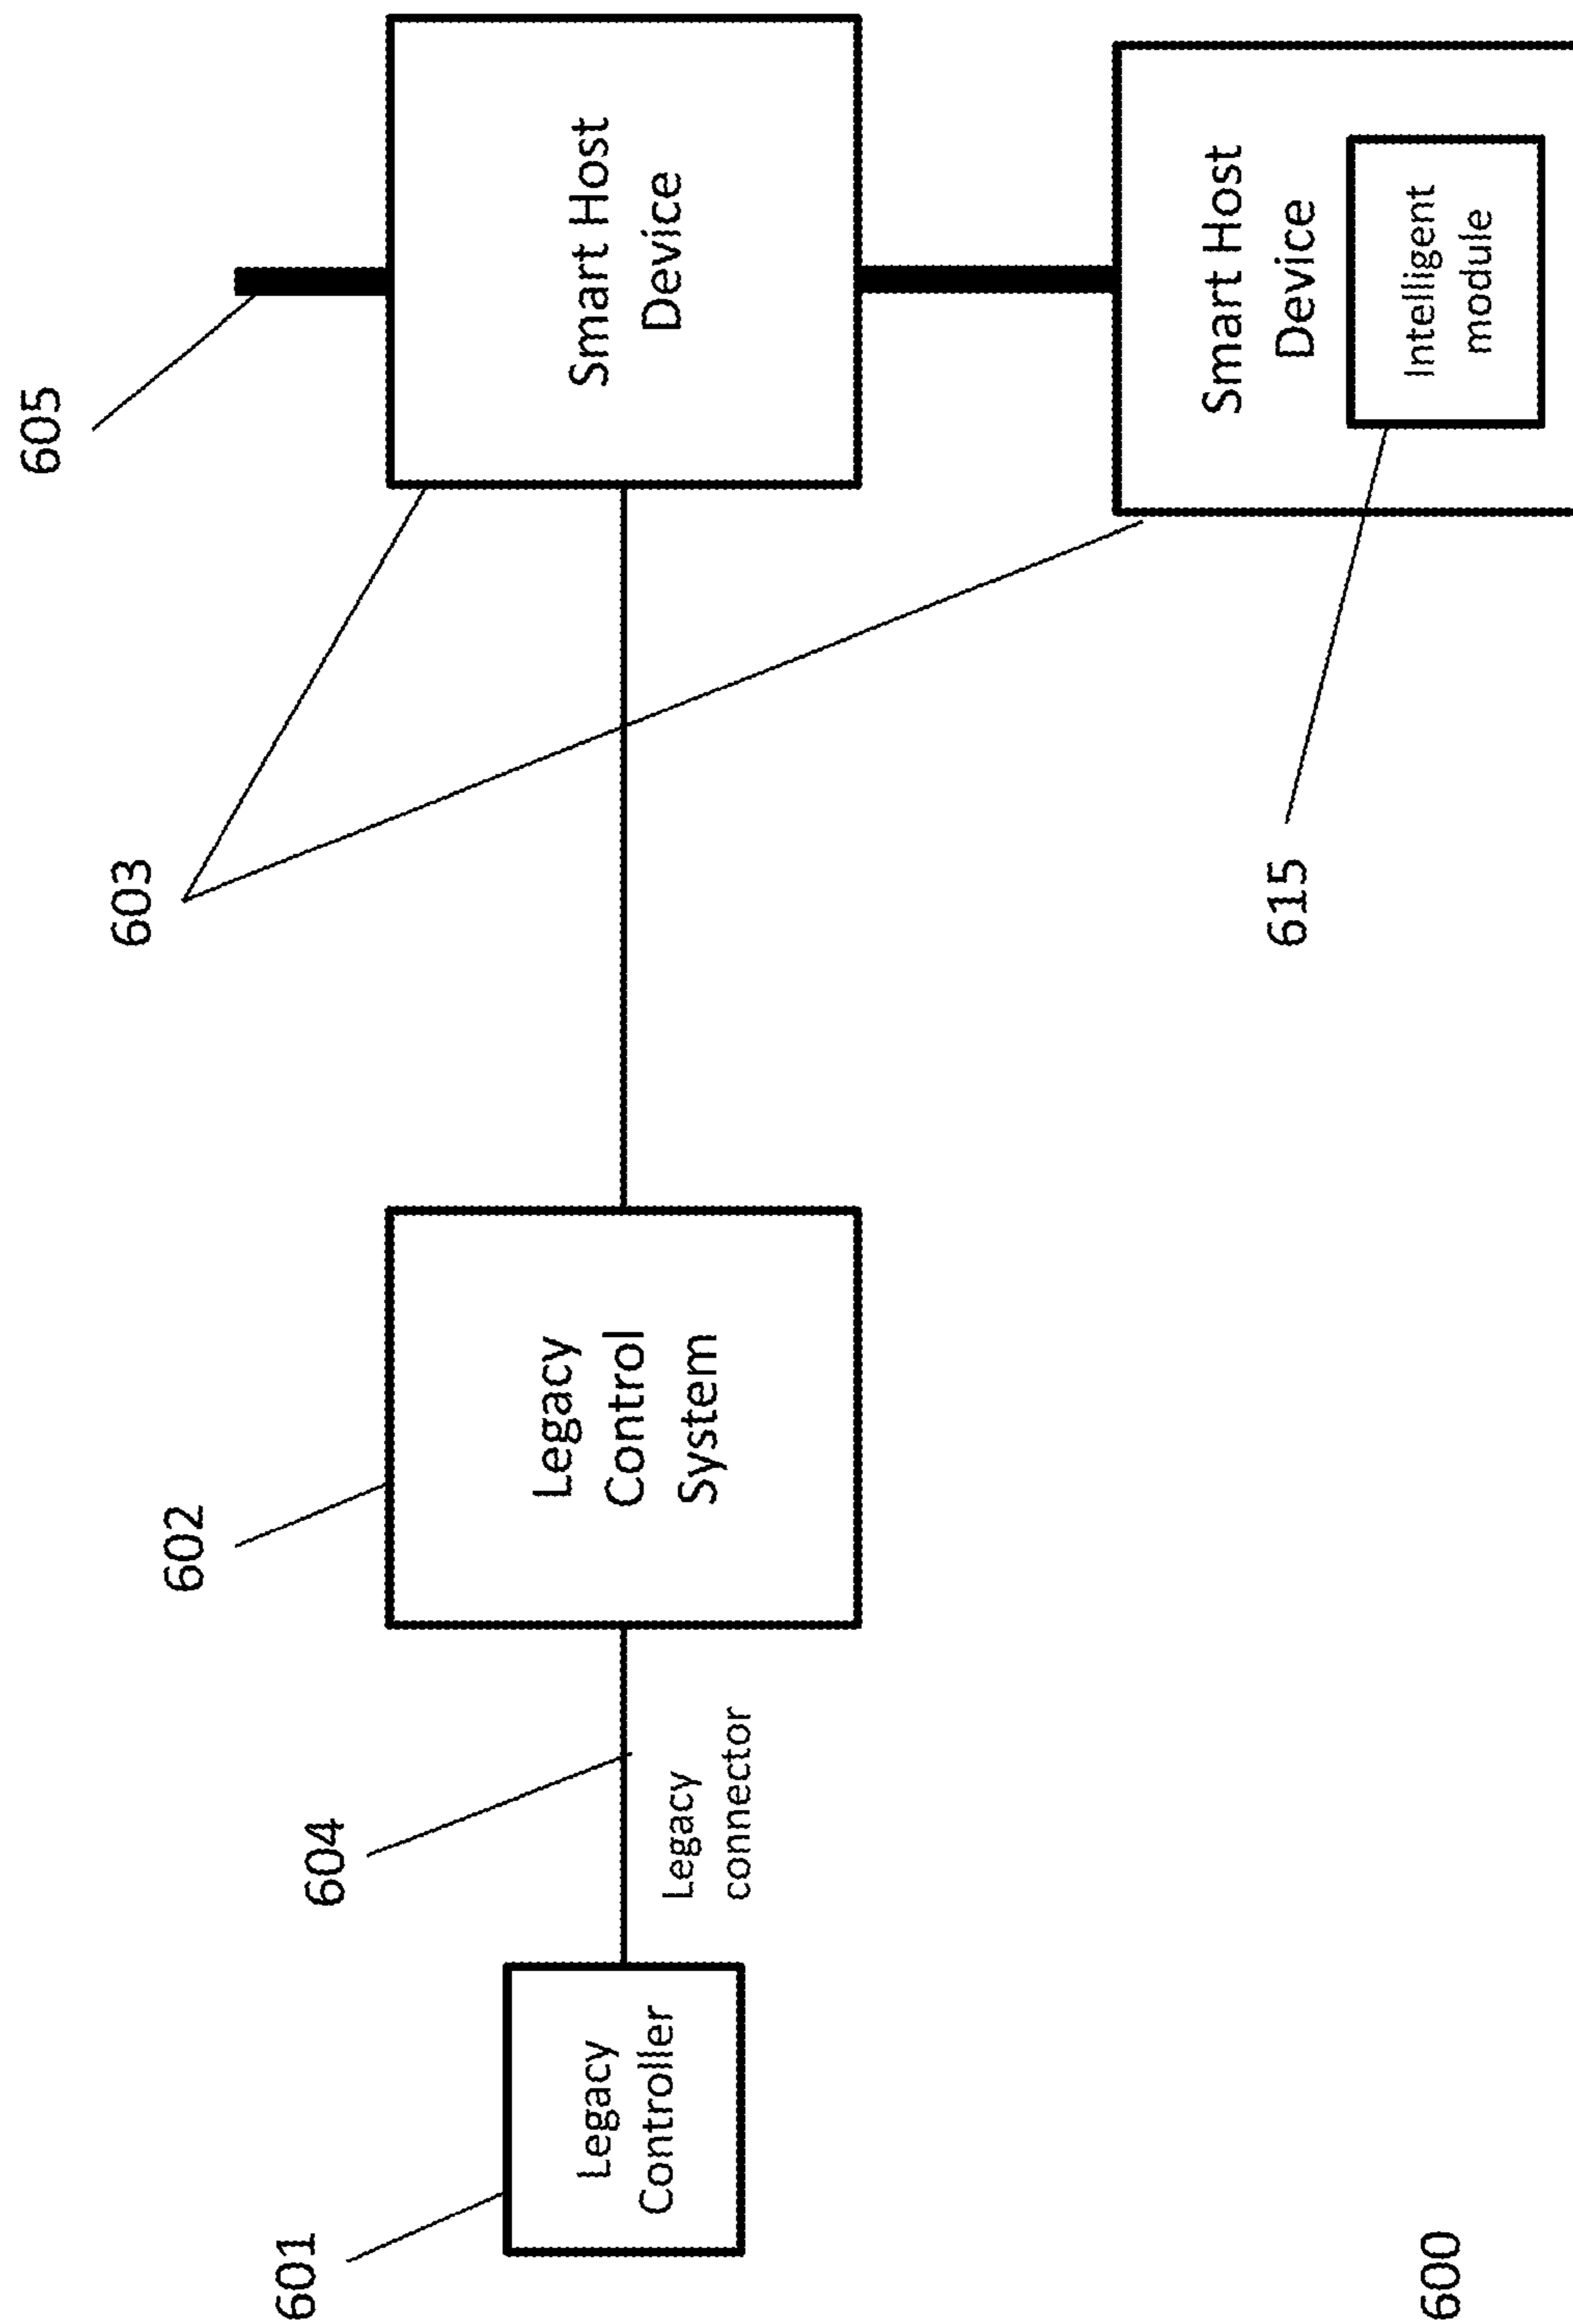 605
603
602
604
601
Legacy
Controller
Legacy
connector
Legacy
Control
System
Smart Host
Device
Smart Host
Device
615
Intelligent
module
600